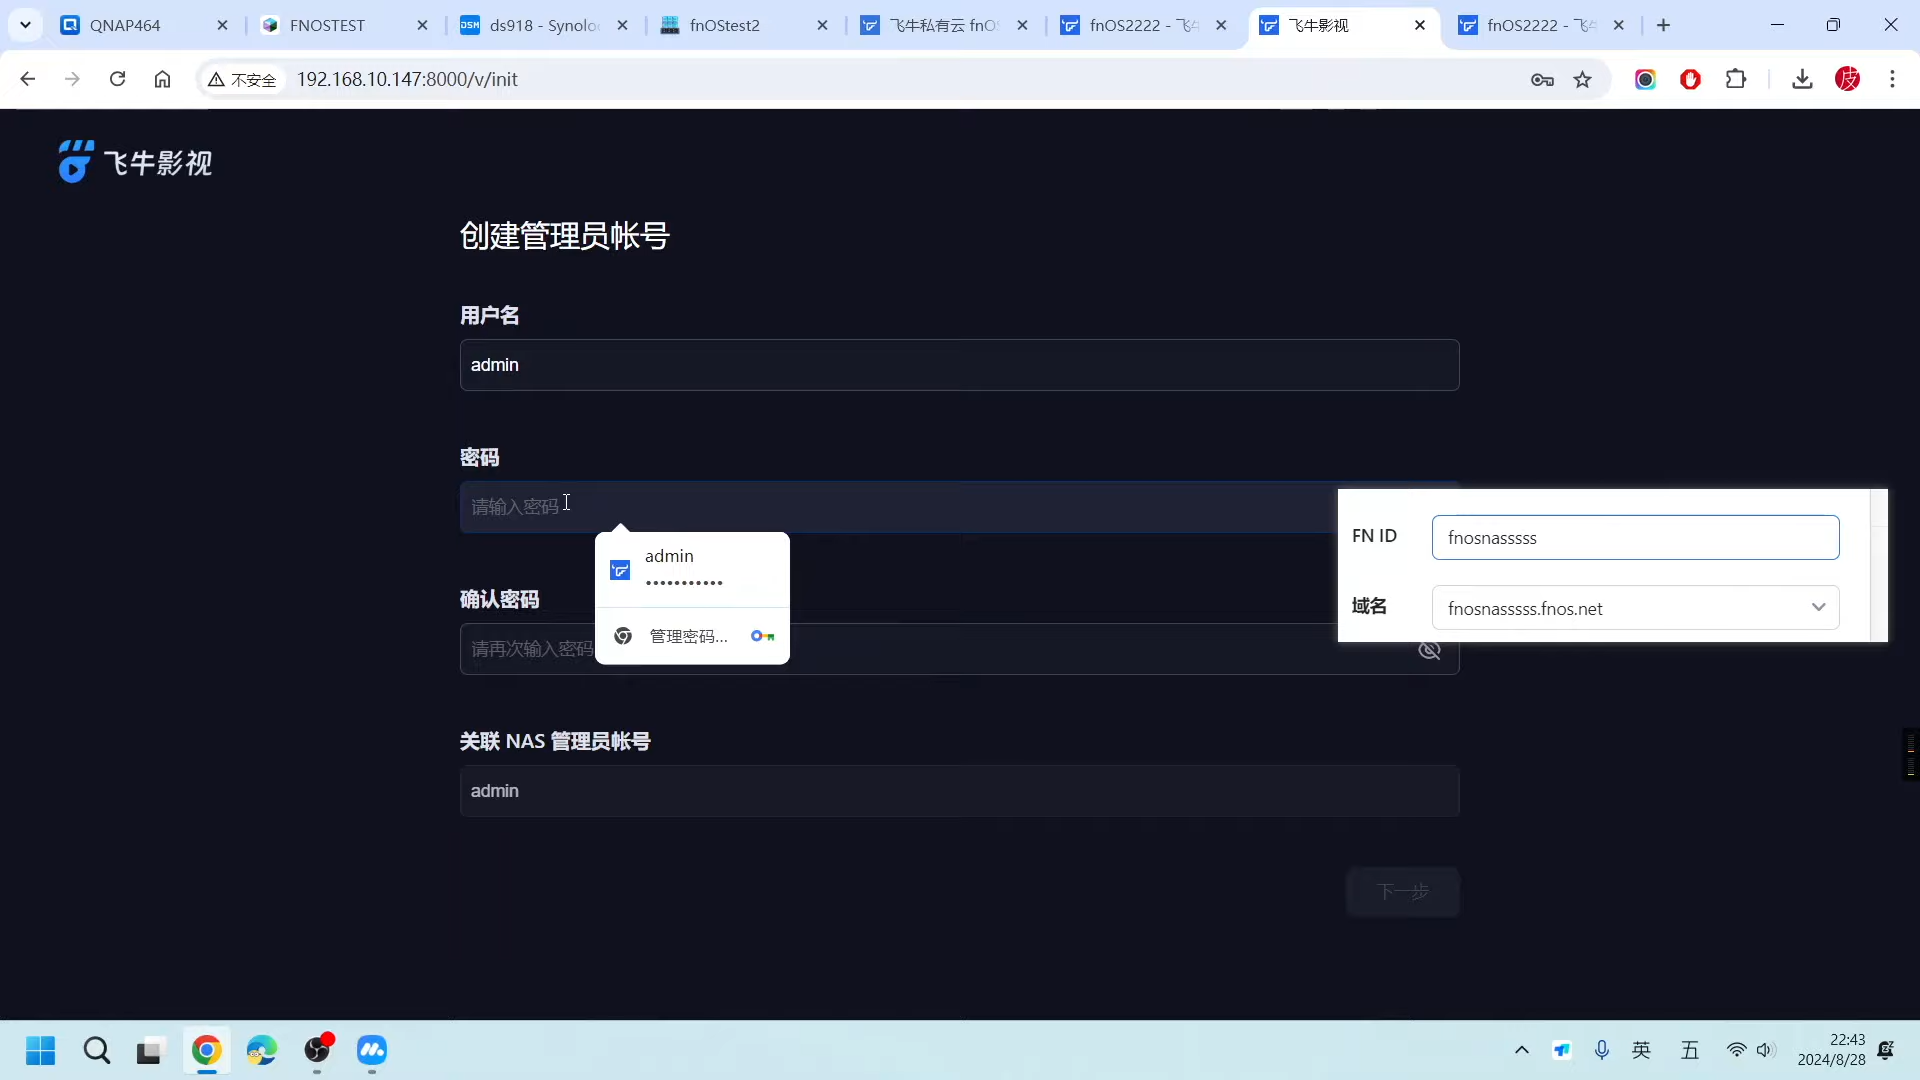 QNAP464
FNOSTEST
ds918 - Synolo
fnOStest2
飞牛私有云 fnOS
fnOS2222 - 飞牛
飞牛影视
fnOS2222 - 飞牛
不安全
192.168.10.147:8000/v/init
皮
飞牛影视
创建管理员帐号
用户名
admin
密码
请输入密码
admin
•••••••••••
管理密码...
FN ID
fnosnasssss
域名
fnosnasssss.fnos.net
确认密码
请再次输入密码
关联 NAS 管理员帐号
admin
下一步
英
五
22:43
2024/8/28